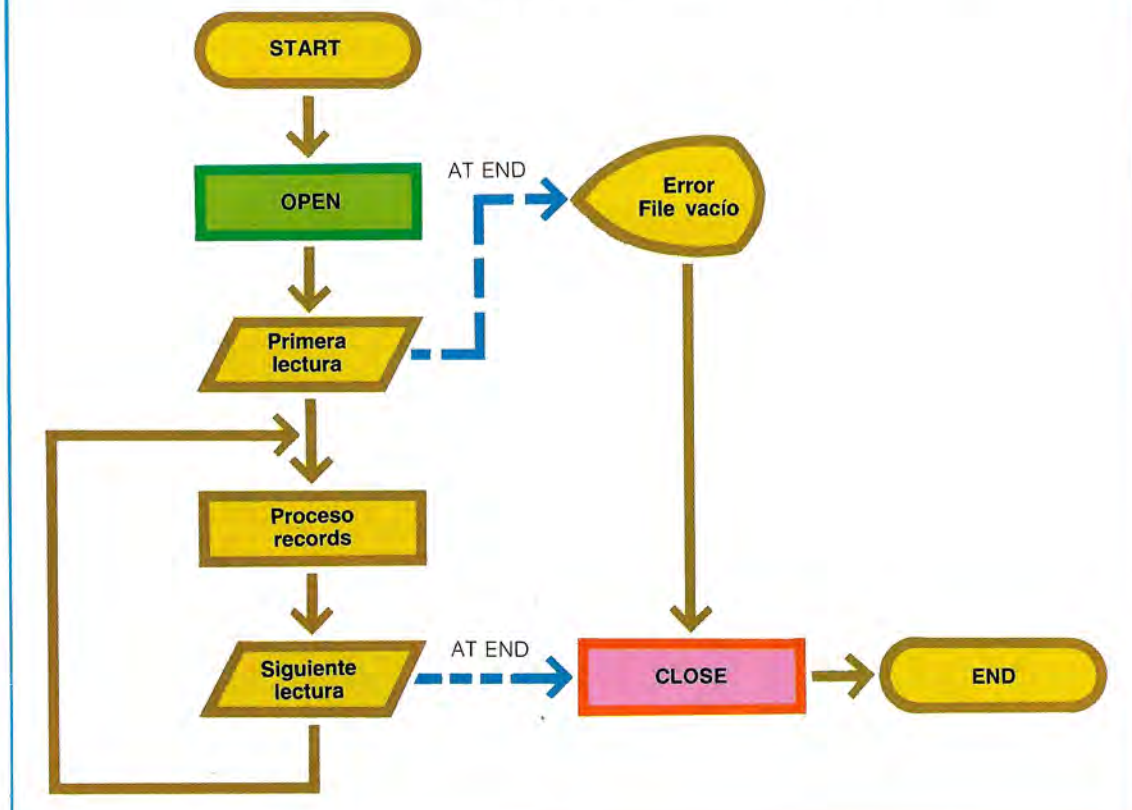 START
OPEN
AT END
Error
File vacío
Primera
lectura
Proceso
records
Siguiente
lectura
AT END
CLOSE
END